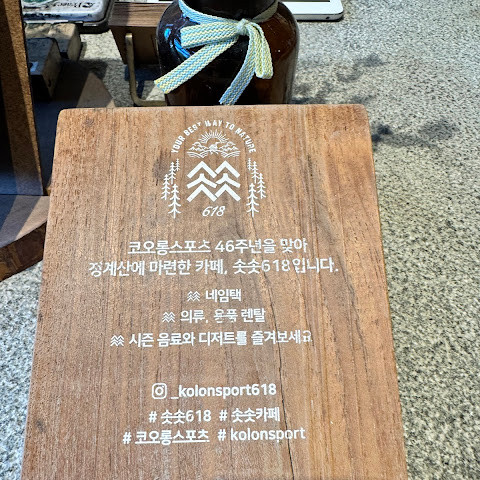 YOUR BEST WAY TO NATURE
618
코오롱스포츠 46주년을 맞아
청계산에 마련한 카페, 솟솟618입니다.
네임택
의류, 용품 렌탈
시즌 음료와 디저트를 즐겨보세요
_kolonsport618
# 솟솟618 # 솟솟카페
# 코오롱스포츠 # kolonsport